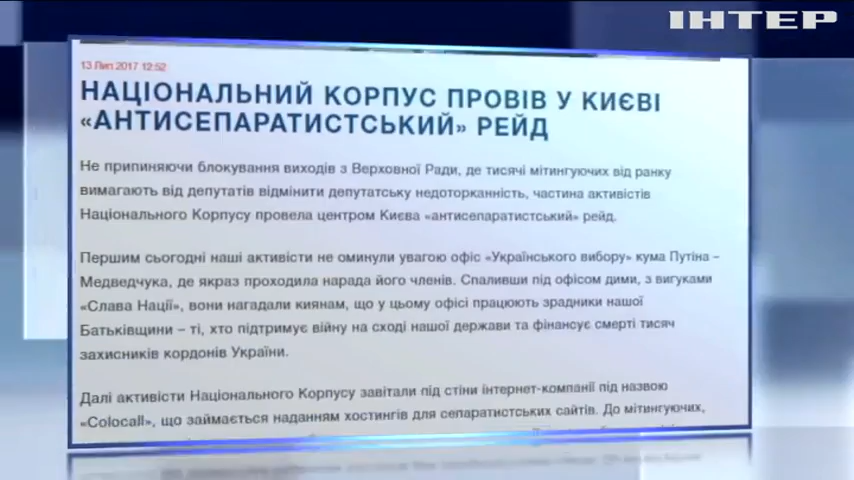 ІНТЕР
13 Лип 2017 12:52
НАЦІОНАЛЬНИЙ КОРПУС ПРОВІВ У КИЄВІ
«АНТИСЕПАРАТИСТСЬКИЙ» РЕЙД
Не припиняючи блокування виходів з Верховної Ради, де тисячі мітингуючих від ранку
вимагають від депутатів відмінити депутатську недоторканність, частина активістів
Національного Корпусу провела центром Києва «антисепаратистський» рейд.
Першим сьогодні наші активісти не оминули увагою офіс «Українського вибору» кума Путіна –
Медведчука, де якраз проходила нарада його членів. Спаливши під офісом дими, з вигуками
«Слава Нації», вони нагадали киянам, що у цьому офісі працюють зрадники нашої
Батьківщини – ті, хто підтримує війну на сході нашої держави та фінансує смерті тисяч
захисників кордонів України.
Далі активісти Національного Корпусу завітали під стіни інтернет-компанії під назвою
«Colocall», що займається наданням хостингів для сепаратистських сайтів. До мітингуючих,